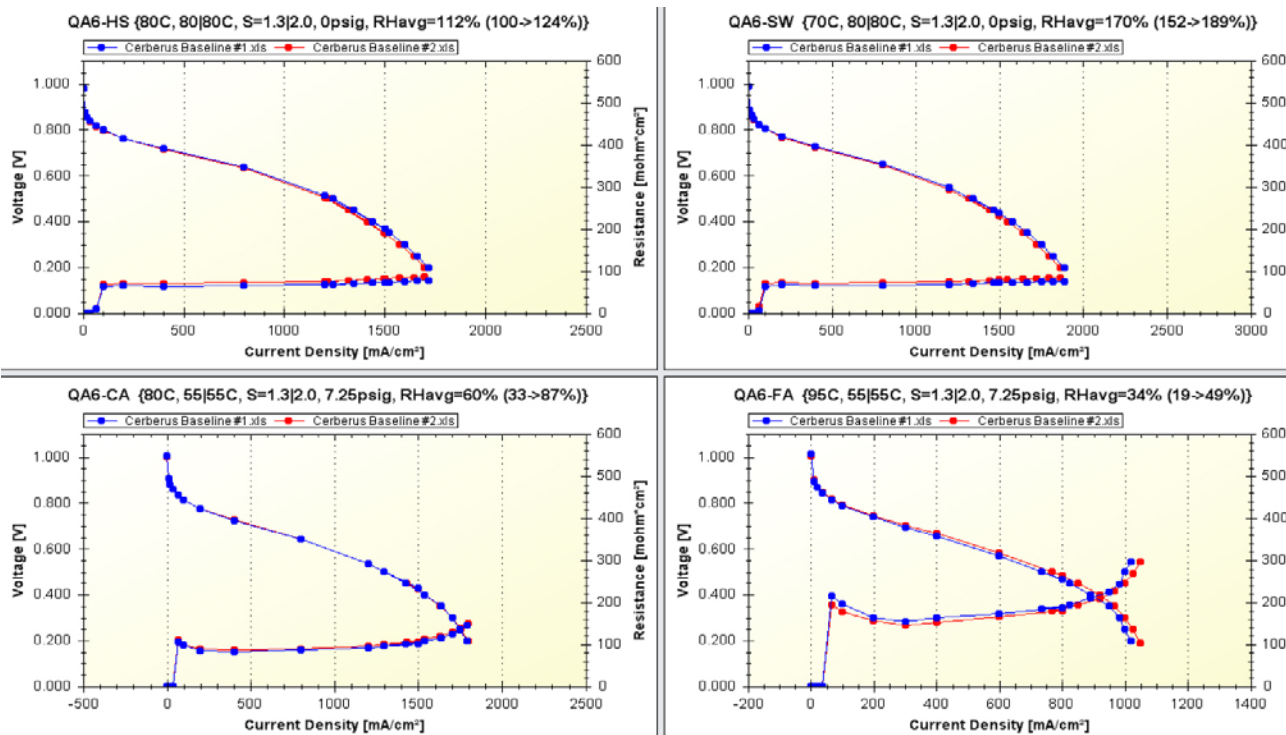 QA6-HS {80C, 80|80C, S=1.3|2.0, 0psig, RHavg=112% (100->124%)}
Cerberus Baseline #1.xls Cerberus Baseline #2.xls
1.000
0.800
0.600
0.400
0.200
0.000
Voltage [V]
600
500
400
300
200
100
0
Resistance [mohm*cm²]
0 500 1000 1500 2000 2500
Current Density [mA/cm²]
QA6-SW {70C, 80|80C, S=1.3|2.0, 0psig, RHavg=170% (152->189%)}
Cerberus Baseline #1.xls Cerberus Baseline #2.xls
1.000
0.800
0.600
0.400
0.200
0.000
Voltage [V]
600
500
400
300
200
100
0
0 500 1000 1500 2000 2500 3000
Current Density [mA/cm²]
QA6-CA {80C, 55|55C, S=1.3|2.0, 7.25psig, RHavg=60% (33->87%)}
Cerberus Baseline #1.xls Cerberus Baseline #2.xls
1.000
0.800
0.600
0.400
0.200
0.000
Voltage [V]
600
500
400
300
200
100
0
Resistance [mohm*cm²]
-500 0 500 1000 1500 2000 2500
Current Density [mA/cm²]
QA6-FA {95C, 55|55C, S=1.3|2.0, 7.25psig, RHavg=34% (19->49%)}
Cerberus Baseline #1.xls Cerberus Baseline #2.xls
1.000
0.800
0.600
0.400
0.200
0.000
Voltage [V]
600
500
400
300
200
100
0
-200 0 200 400 600 800 1000 1200 1400
Current Density [mA/cm²]